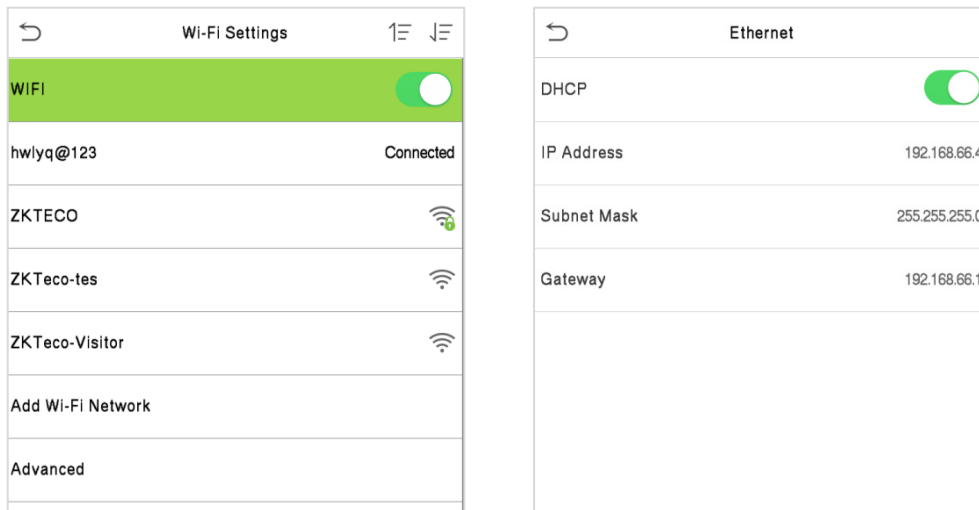 Wi-Fi Settings
WIFI
hwlyq@123
Connected
ZKTECO
ZKTeco-tes
ZKTeco-Visitor
Add Wi-Fi Network
Advanced
Ethernet
DHCP
IP Address
192.168.66.4
Subnet Mask
255.255.255.0
Gateway
192.168.66.1